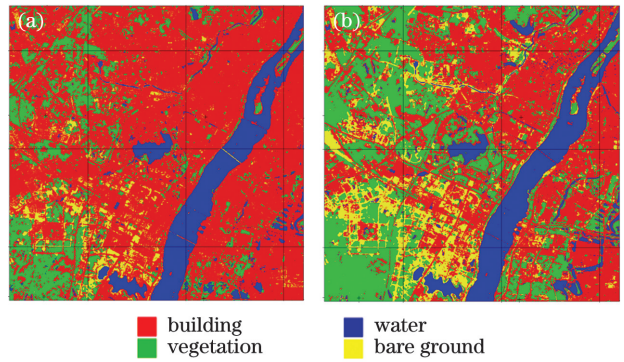 (a)
(b)
building
water
vegetation
bare ground